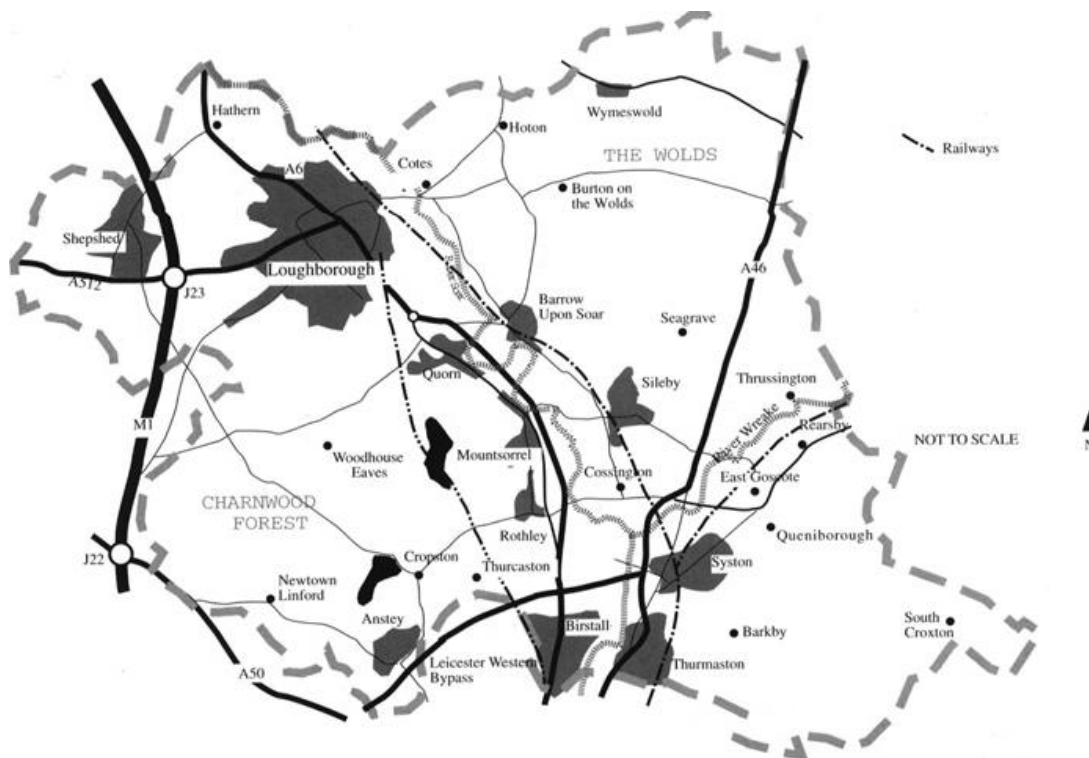 Wymeswold
Hathern
Hoton
Railways
Cotes
THE WOLDS
A6
Burton on
the Wolds
Shepshed
A512
J23
Loughborough
A46
Barrow
Upon Soar
Seagrave
Quorn
Sileby
Thrussington
M1
River Wreake
Rearsby
NOT TO SCALE
N
Woodhouse
Eaves
Mountsorrel
Cossington
East Goscote
CHARNWOOD
FOREST
Rothley
Queniborough
J22
Cropston
Thurcaston
Syston
Newtown
Linford
Anstey
Birstall
Barkby
South
Croxton
Leicester Western
Bypass
Thurmaston
A50